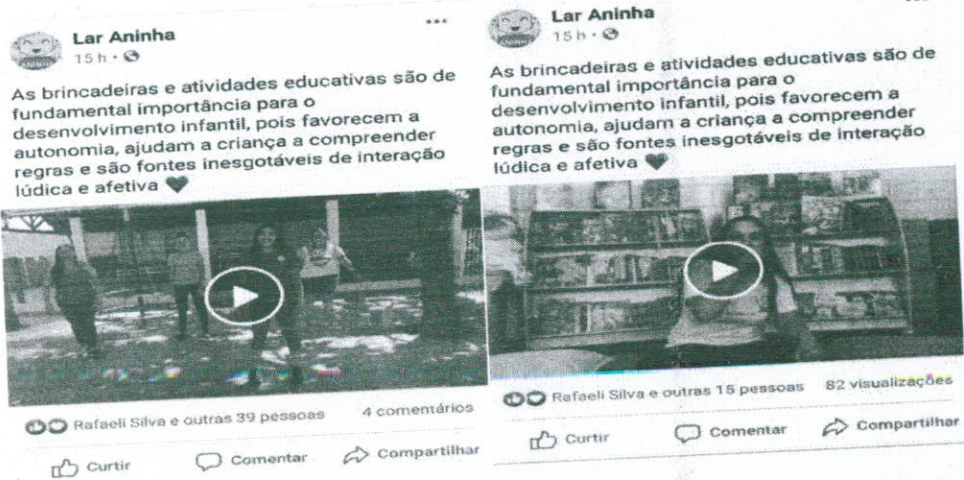 Lar Aninha
15 h
As brincadeiras e atividades educativas são de
fundamental importância para o
desenvolvimento infantil, pois favorecem a
autonomia, ajudam a criança a compreender
regras e são fontes inesgotáveis de interação
lúdica e afetiva 🖤
Rafaeli Silva e outras 39 pessoas 4 comentários
Curtir Comentar Compartilhar
Lar Aninha
15 h
As brincadeiras e atividades educativas são de
fundamental importância para o
desenvolvimento infantil, pois favorecem a
autonomia, ajudam a criança a compreender
regras e são fontes inesgotáveis de interação
lúdica e afetiva 🖤
Rafaeli Silva e outras 15 pessoas 82 visualizações
Curtir Comentar Compartilhar